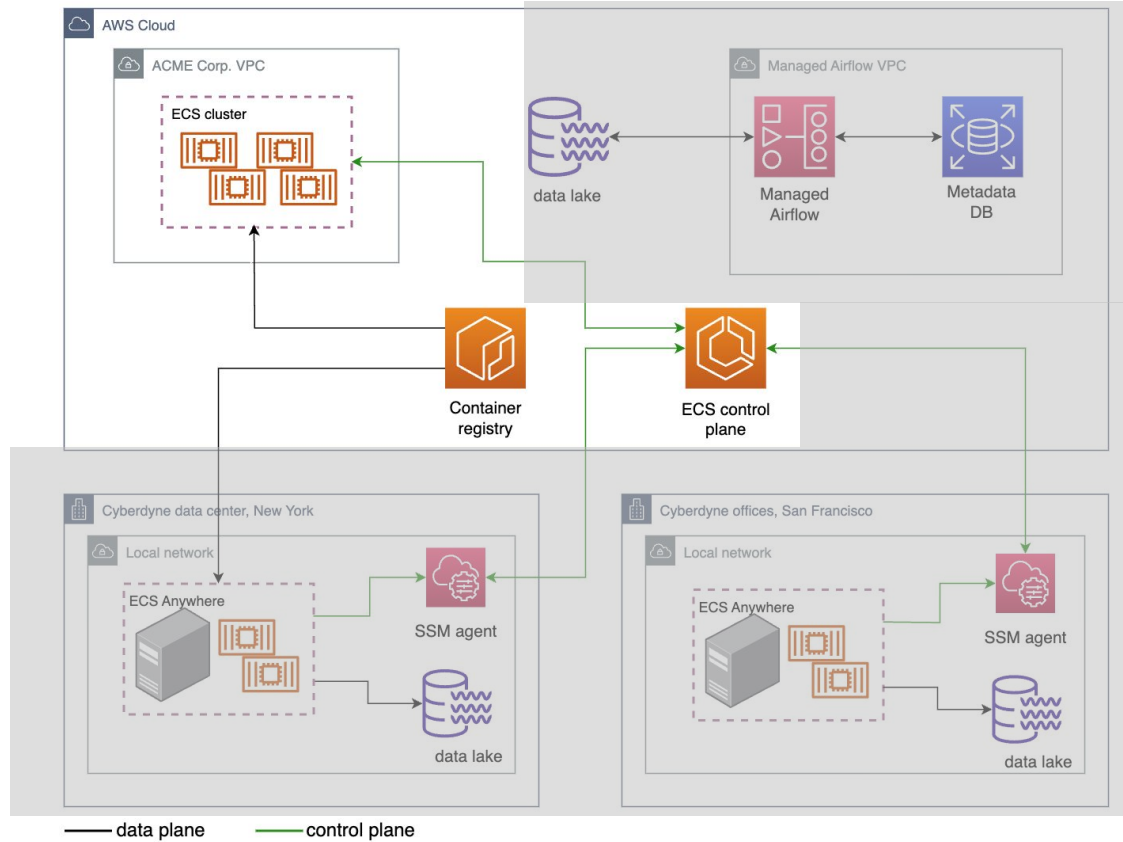 AWS Cloud
ACME Corp. VPC
ECS cluster
data lake
Managed Airflow VPC
Managed
Airflow
Metadata
DB
Container
registry
ECS control
plane
Cyberdyne data center, New York
Local network
ECS Anywhere
SSM agent
data lake
Cyberdyne offices, San Francisco
Local network
ECS Anywhere
SSM agent
data lake
data plane
control plane